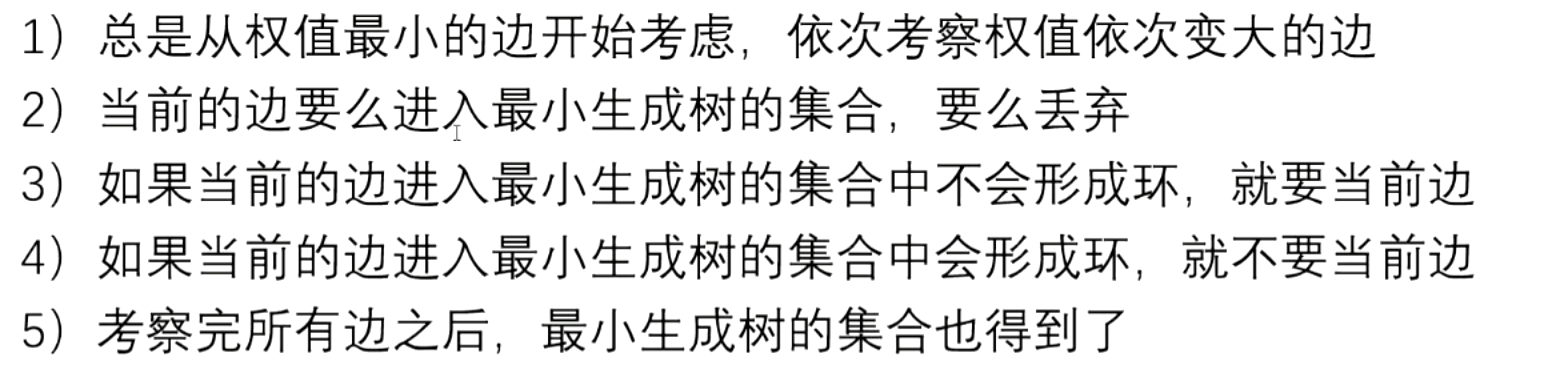 1）总是从权值最小的边开始考虑，依次考察权值依次变大的边
2）当前的边要么进入最小生成树的集合，要么丢弃
3）如果当前的边进入最小生成树的集合中不会形成环，就要当前边
4）如果当前的边进入最小生成树的集合中会形成环，就不要当前边
5）考察完所有边之后，最小生成树的集合也得到了